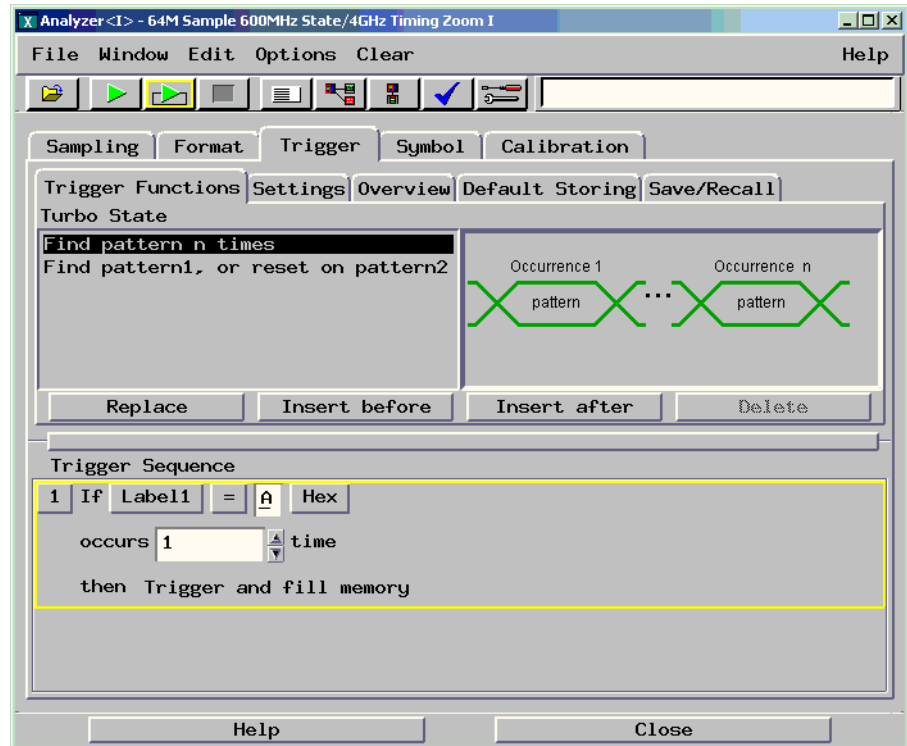 Analyzer<I> - 64M Sample 600MHz State/4GHz Timing Zoom I
File Window Edit Options Clear Help
Sampling Format Trigger Symbol Calibration
Trigger Functions Settings Overview Default Storing Save/Recall
Turbo State
Find pattern n times
Find pattern1, or reset on pattern2
Occurrence 1 Occurrence n
pattern ... pattern
Replace Insert before Insert after Delete
Trigger Sequence
1 If Label1 = A Hex
occurs 1 time
then Trigger and fill memory
Help Close